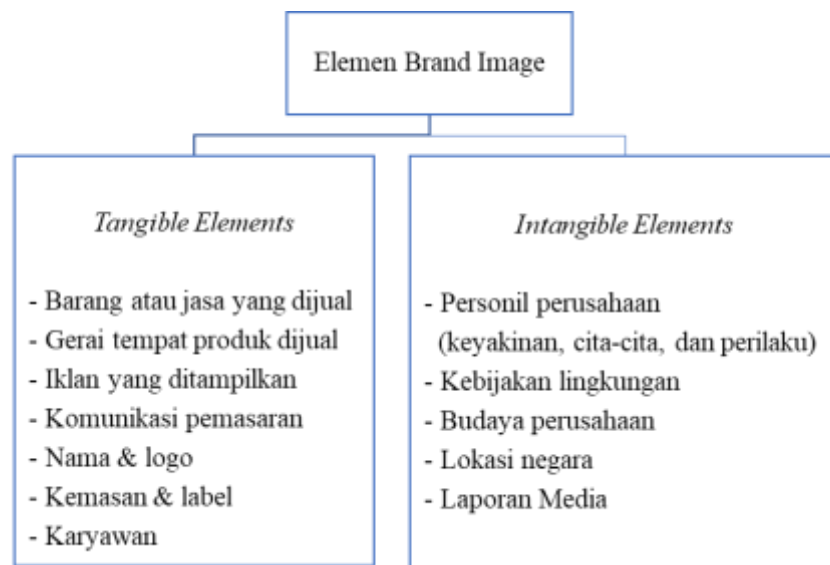 Elemen Brand Image
Tangible Elements
- Barang atau jasa yang dijual
- Gerai tempat produk dijual
- Iklan yang ditampilkan
- Komunikasi pemasaran
- Nama & logo
- Kemasan & label
- Karyawan
Intangible Elements
- Personil perusahaan
(keyakinan, cita-cita, dan perilaku)
- Kebijakan lingkungan
- Budaya perusahaan
- Lokasi negara
- Laporan Media